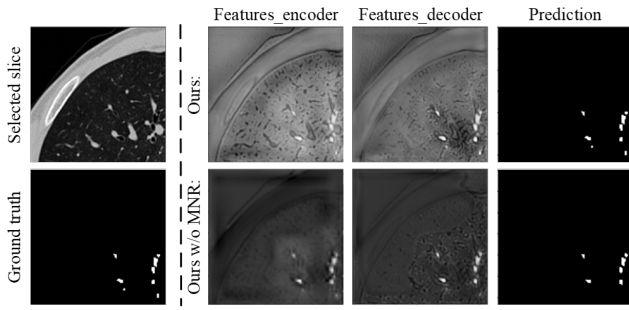 Features_encoder Features_decoder Prediction
Selected slice
Ours:
Ground truth
Ours w/o MNR: